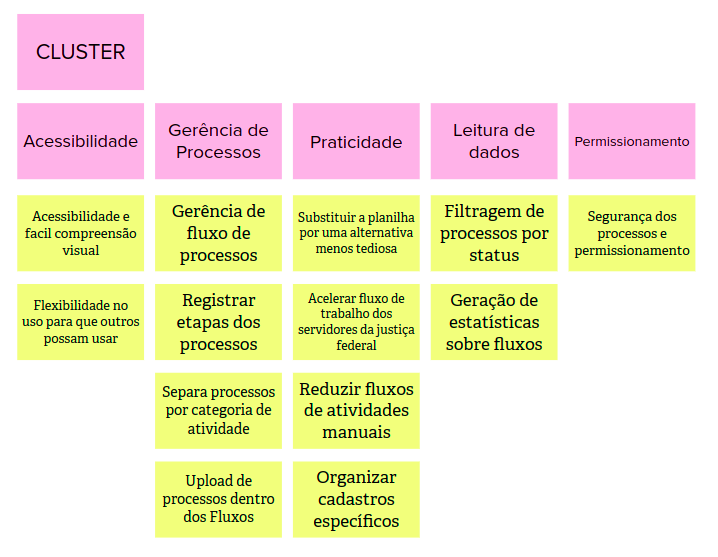 CLUSTER
Acessibilidade
Gerência de
Processos
Praticidade
Leitura de
dados
Permissionamento
Acessibilidade e
facil compreensão
visual
Gerência de
fluxo de
processos
Substituir a planilha
por uma alternativa
menos tediosa
Filtragem de
processos por
status
Segurança dos
processos e
permissionamento
Flexibilidade no
uso para que outros
possam usar
Registrar
etapas dos
processos
Acelerar fluxo de
trabalho dos
servidores da justiça
federal
Geração de
estatísticas
sobre fluxos
Separa processos
por categoria de
atividade
Reduzir fluxos
de atividades
manuais
Upload de
processos dentro
dos Fluxos
Organizar
cadastros
específicos